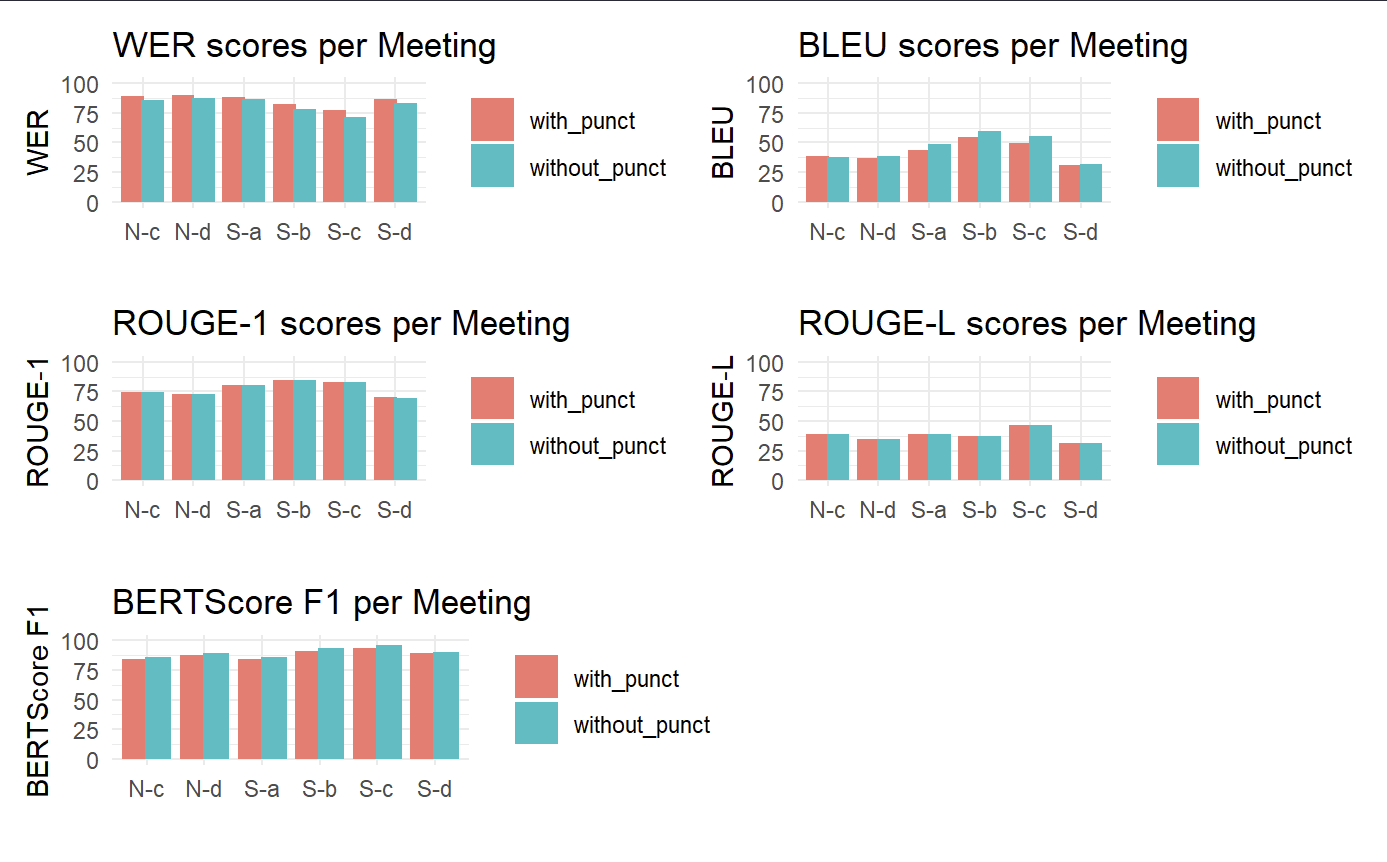 WER scores per Meeting
WER
100
75
50
25
0
N-c N-d S-a S-b S-c S-d
with_punct
without_punct
BLEU scores per Meeting
BLEU
100
75
50
25
0
N-c N-d S-a S-b S-c S-d
with_punct
without_punct
ROUGE-1 scores per Meeting
ROUGE-1
100
75
50
25
0
N-c N-d S-a S-b S-c S-d
with_punct
without_punct
ROUGE-L scores per Meeting
ROUGE-L
100
75
50
25
0
N-c N-d S-a S-b S-c S-d
with_punct
without_punct
BERTScore F1 per Meeting
BERTScore F1
100
75
50
25
0
N-c N-d S-a S-b S-c S-d
with_punct
without_punct